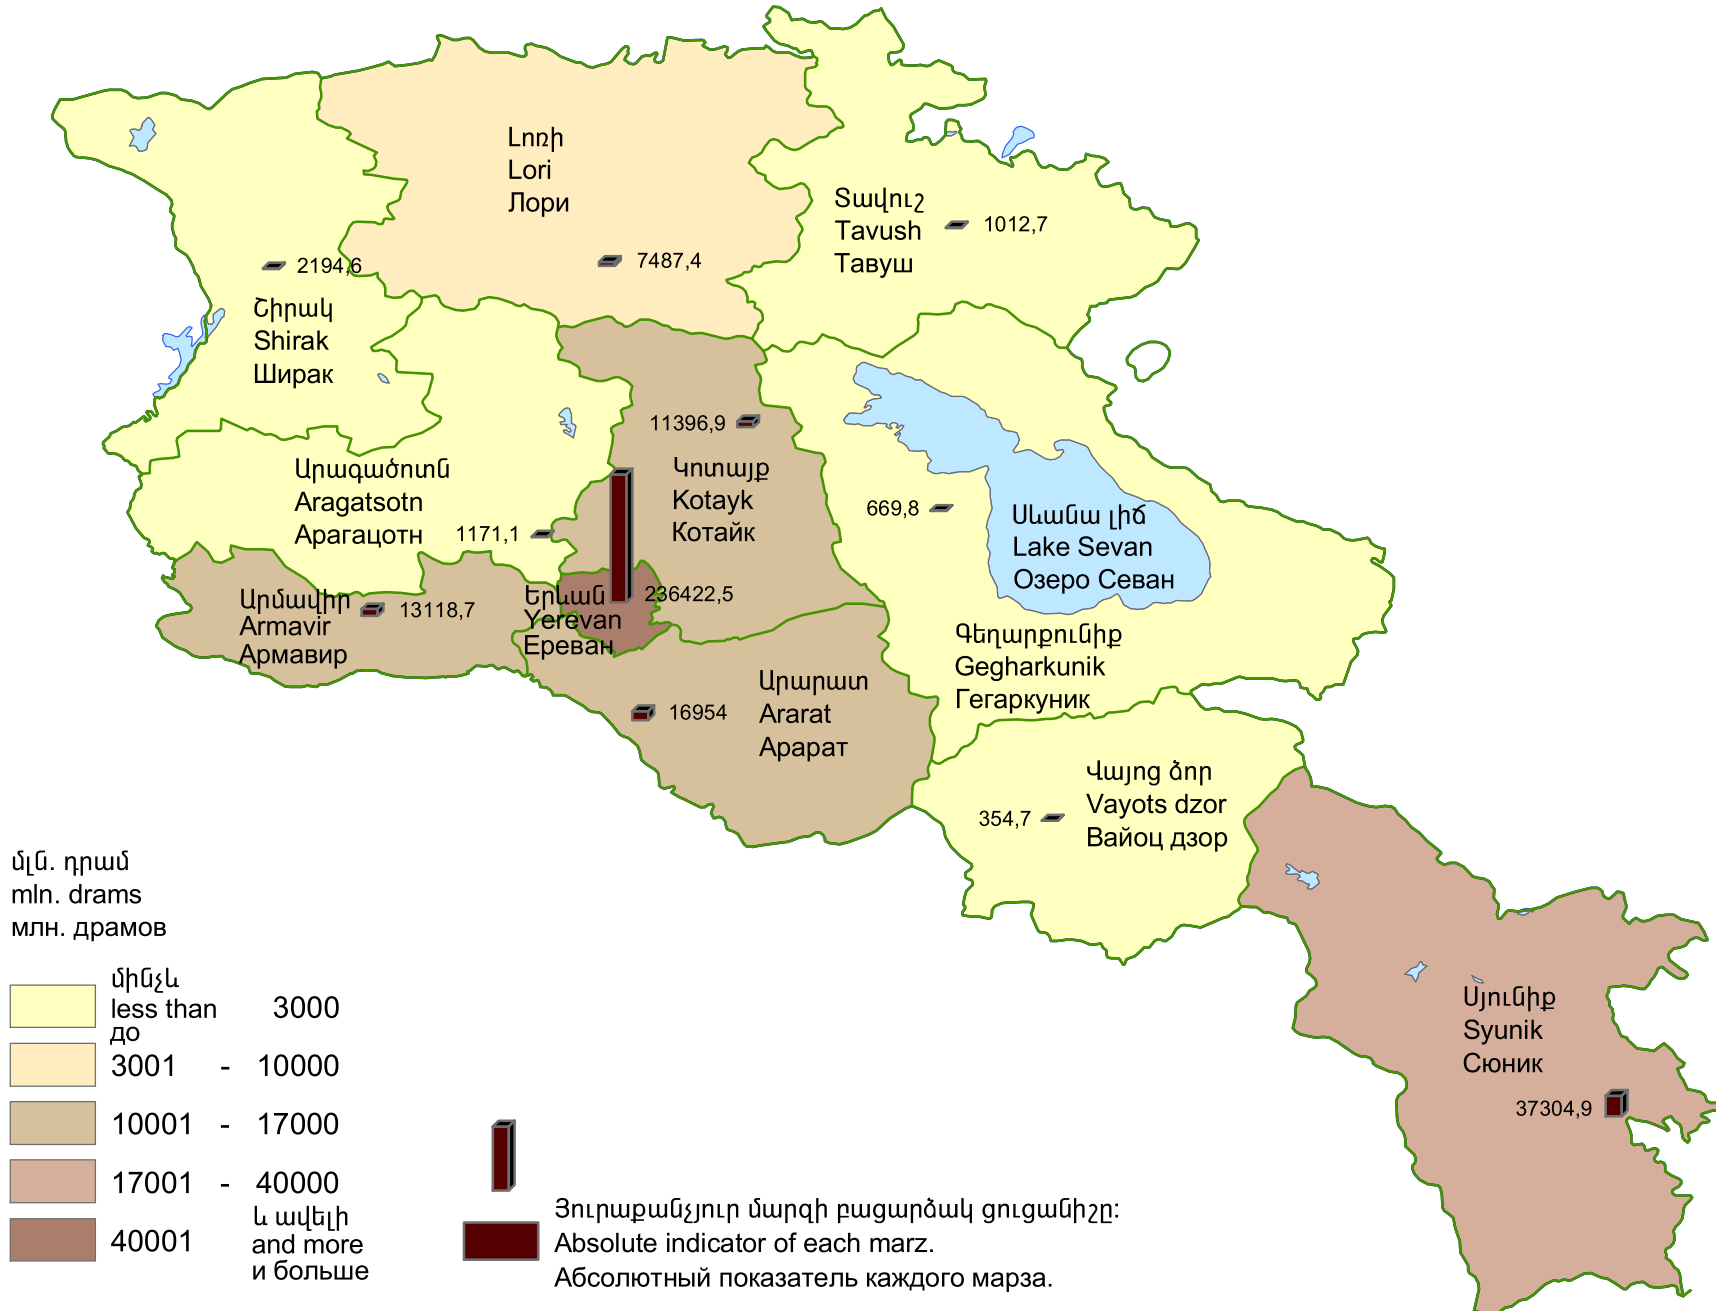 Լոռի
Lori
Лори
7487,4
Տավուշ
Tavush
Тавуш
1012,7
2194,6
Շիրակ
Shirak
Ширак
11396,9
Կոտայք
Kotayk
Котайк
Արագածոտն
Aragatsotn
Арагацотн
1171,1
669,8
Սևանա լիճ
Lake Sevan
Озеро Севан
Արմավիր
Armavir
Армавир
13118,7
Երևան
Yerevan
Ереван
236422,5
Գեղարքունիք
Gegharkunik
Гегаркуник
Արարատ
Ararat
Арарат
16954
Վայոց ձոր
Vayots dzor
Вайоц дзор
354,7
Սյունիք
Syunik
Сюник
37304,9
մլն. դրամ
mln. drams
млн. драмов
մինչև
less than 3000
до
3001 - 10000
10001 - 17000
17001 - 40000
և ավելի
40001 and more
и больше
Յուրաքանչյուր մարզի բացարձակ ցուցանիշը:
Absolute indicator of each marz.
Абсолютный показатель каждого марза.